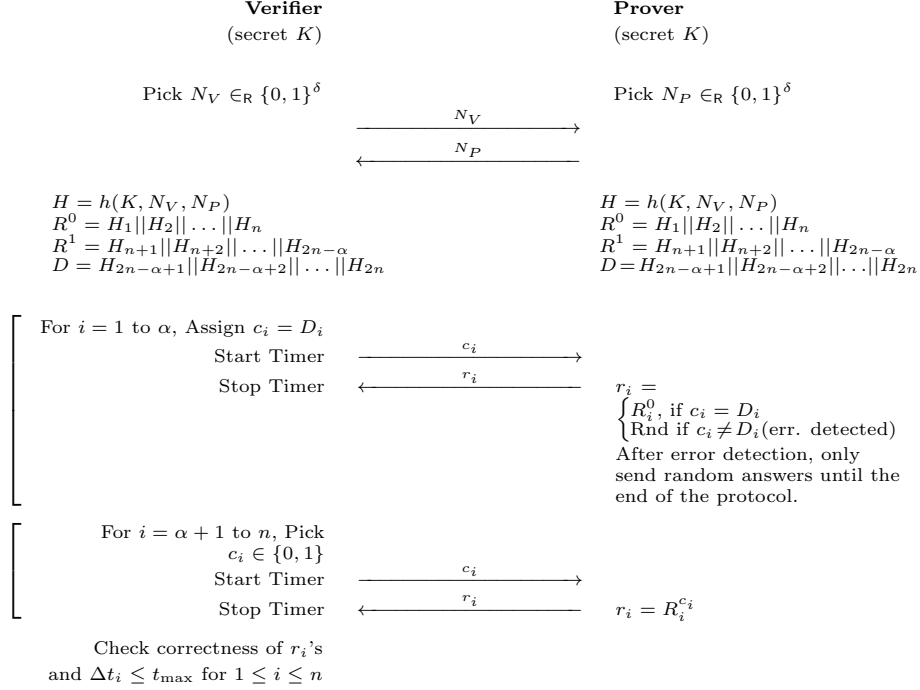 Verifier Prover
(secret K) (secret K)
Pick N_V ∈_R {0, 1}^δ Pick N_P ∈_R {0, 1}^δ
N_V
N_P
H = h(K, N_V, N_P) H = h(K, N_V, N_P)
R^0 = H_1||H_2|| . . . ||H_n R^0 = H_1||H_2|| . . . ||H_n
R^1 = H_{n+1}||H_{n+2}|| . . . ||H_{2n−α} R^1 = H_{n+1}||H_{n+2}|| . . . ||H_{2n−α}
D = H_{2n−α+1}||H_{2n−α+2}|| . . . ||H_{2n} D = H_{2n−α+1}||H_{2n−α+2}|| . . . ||H_{2n}
For i = 1 to α, Assign c_i = D_i
Start Timer c_i
Stop Timer r_i r_i =
{ R_i^0, if c_i = D_i
{ Rnd if c_i ≠ D_i (err. detected)
After error detection, only
send random answers until the
end of the protocol.
For i = α + 1 to n, Pick
c_i ∈ {0, 1}
Start Timer c_i
Stop Timer r_i r_i = R_i^{c_i}
Check correctness of r_i's
and Δt_i ≤ t_max for 1 ≤ i ≤ n